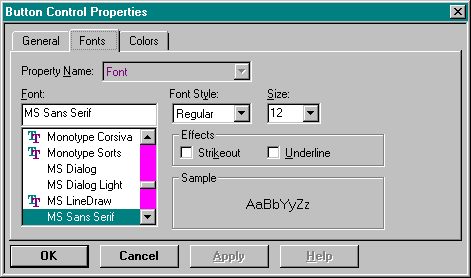 Button Control Properties
General Fonts Colors
Property Name: Font
Font: Font Style: Size:
MS Sans Serif Regular 12
Monotype Corsiva
Monotype Sorts
MS Dialog
MS Dialog Light
MS LineDraw
MS Sans Serif
Effects
Strikeout Underline
Sample
AaBbYyZz
OK Cancel Apply Help